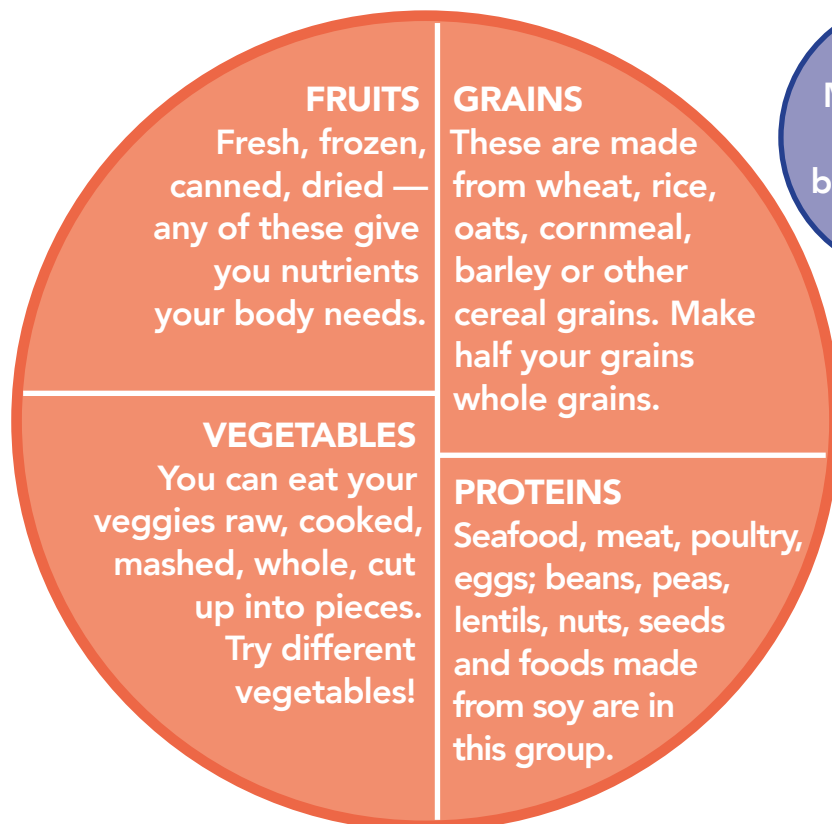 FRUITS
Fresh, frozen,
canned, dried —
any of these give
you nutrients
your body needs.
GRAINS
These are made
from wheat, rice,
oats, cornmeal,
barley or other
cereal grains. Make
half your grains
whole grains.
VEGETABLES
You can eat your
veggies raw, cooked,
mashed, whole, cut
up into pieces.
Try different
vegetables!
PROTEINS
Seafood, meat, poultry,
eggs; beans, peas,
lentils, nuts, seeds
and foods made
from soy are in
this group.